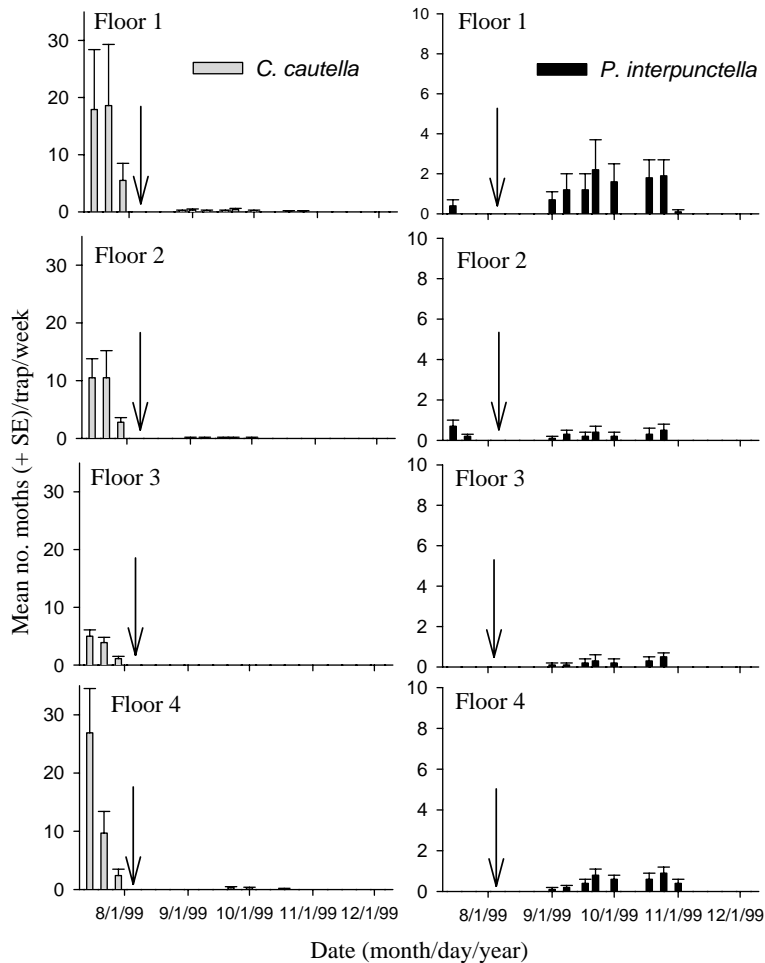 Floor 1
C. cautella
30
20
10
0
Floor 1
P. interpunctella
10
8
6
4
2
0
Floor 2
30
20
10
0
Floor 2
10
8
6
4
2
0
Floor 3
30
20
10
0
Floor 3
10
8
6
4
2
0
Floor 4
30
20
10
0
8/1/99 9/1/99 10/1/99 11/1/99 12/1/99
Floor 4
10
8
6
4
2
0
8/1/99 9/1/99 10/1/99 11/1/99 12/1/99
Mean no. moths (+ SE)/trap/week
Date (month/day/year)